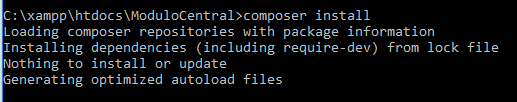 C:\xampp\htdocs\ModuloCentral>composer install
Loading composer repositories with package information
Installing dependencies (including require-dev) from lock file
Nothing to install or update
Generating optimized autoload files